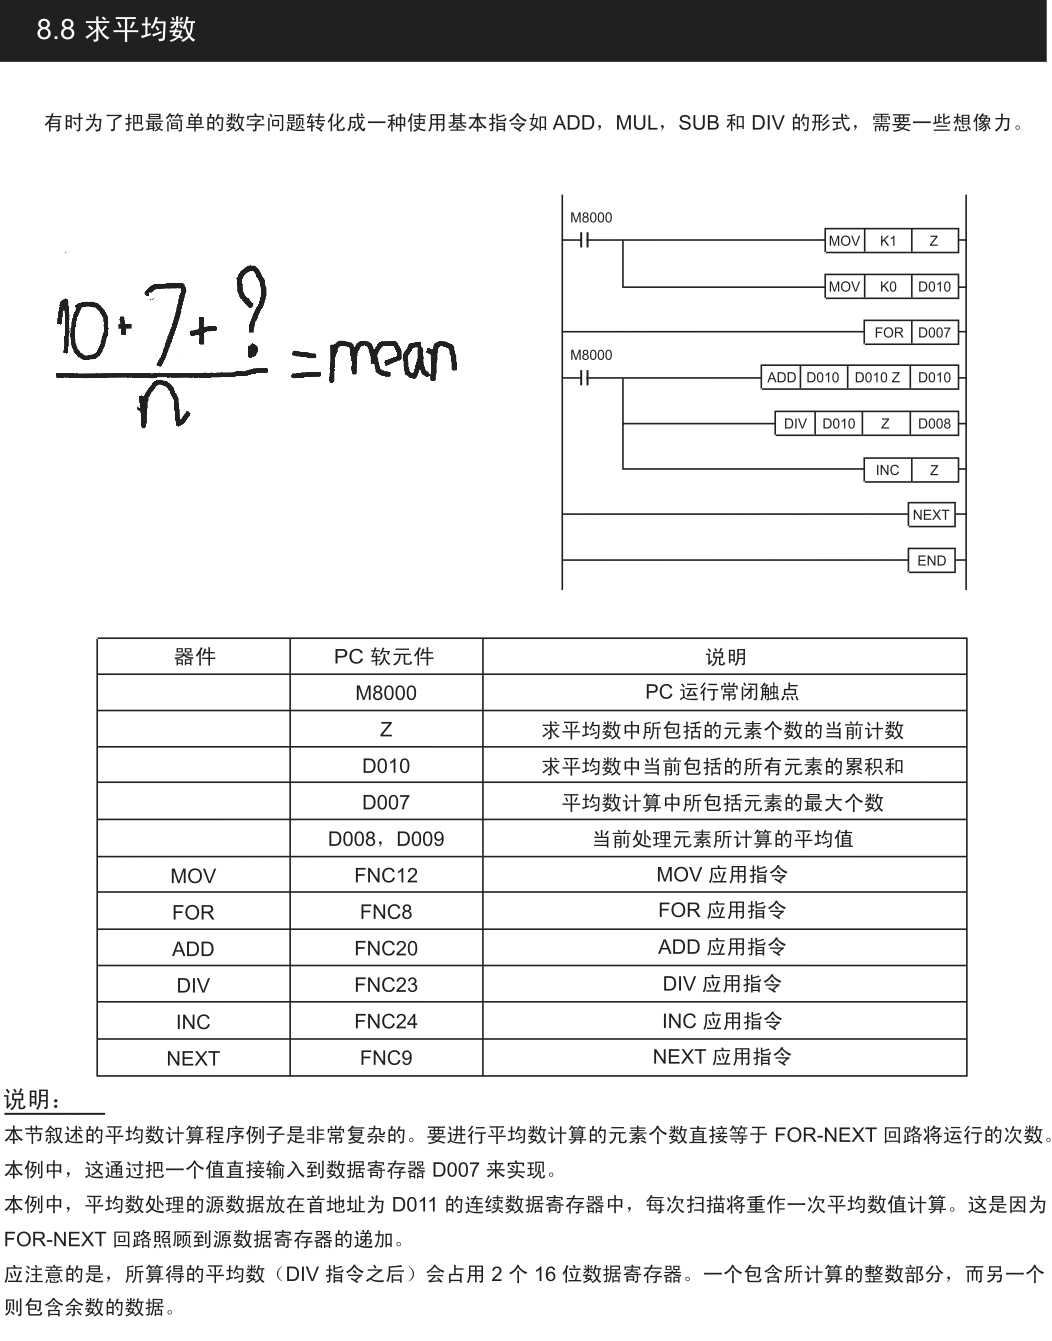 8.8 求平均数
有时为了把最简单的数字问题转化成一种使用基本指令如 ADD，MUL，SUB 和 DIV 的形式，需要一些想像力。
10+7+?
n
=mean
M8000
MOV K1 Z
MOV K0 D010
FOR D007
M8000
ADD D010 D010 Z D010
DIV D010 Z D008
INC Z
NEXT
END
器件 PC 软元件 说明
M8000 PC 运行常闭触点
Z 求平均数中所包括的元素个数的当前计数
D010 求平均数中当前包括的所有元素的累积和
D007 平均数计算中所包括元素的最大个数
D008，D009 当前处理元素所计算的平均值
MOV FNC12 MOV 应用指令
FOR FNC8 FOR 应用指令
ADD FNC20 ADD 应用指令
DIV FNC23 DIV 应用指令
INC FNC24 INC 应用指令
NEXT FNC9 NEXT 应用指令
说明：
本节叙述的平均数计算程序例子是非常复杂的。要进行平均数计算的元素个数直接等于 FOR-NEXT 回路将运行的次数。
本例中，这通过把一个值直接输入到数据寄存器 D007 来实现。
本例中，平均数处理的源数据放在首地址为 D011 的连续数据寄存器中，每次扫描将重作一次平均数值计算。这是因为
FOR-NEXT 回路照顾到源数据寄存器的递加。
应注意的是，所算得的平均数（DIV 指令之后）会占用 2 个 16 位数据寄存器。一个包含所计算的整数部分，而另一个
则包含余数的数据。